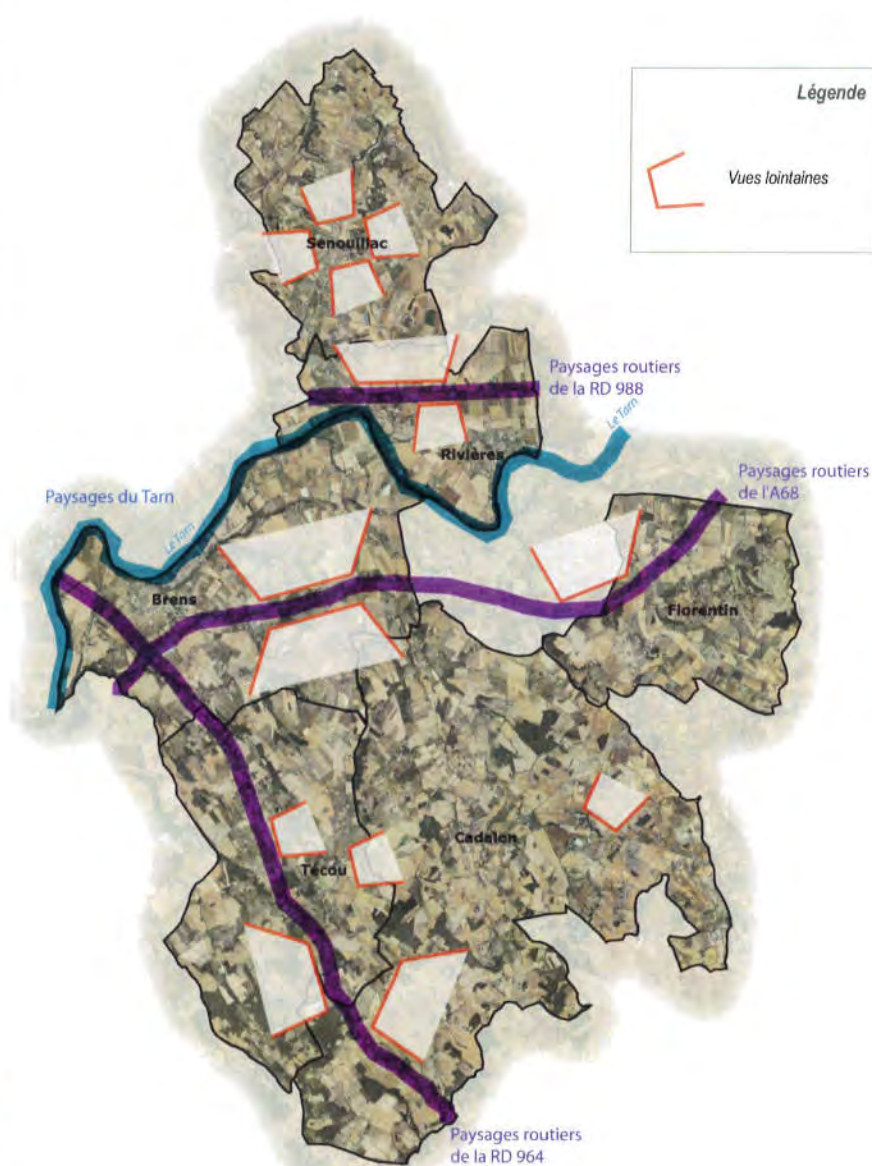 Légende
Vues lointaines
Senouillac
Paysages routiers
de la RD 988
Le Tarn
Rivières
Paysages routiers
de l'A68
Paysages du Tarn
Le Tarn
Brens
Florentin
Cadalen
Técou
Paysages routiers
de la RD 964